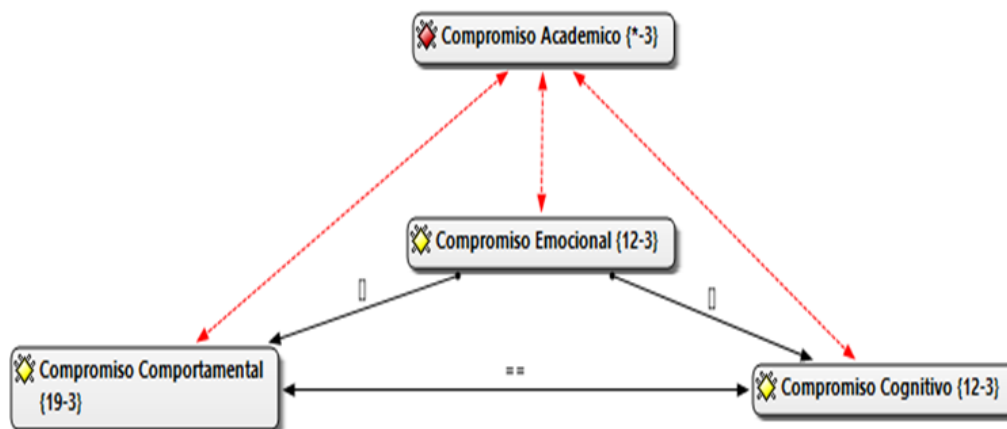 Compromiso Academico {*-3}
Compromiso Emocional {12-3}
[]
[]
==
Compromiso Comportamental
{19-3}
Compromiso Cognitivo {12-3}